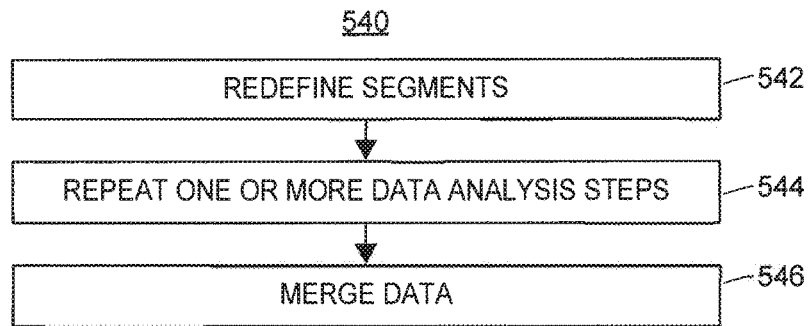 540
REDEFINE SEGMENTS
542
REPEAT ONE OR MORE DATA ANALYSIS STEPS
544
MERGE DATA
546